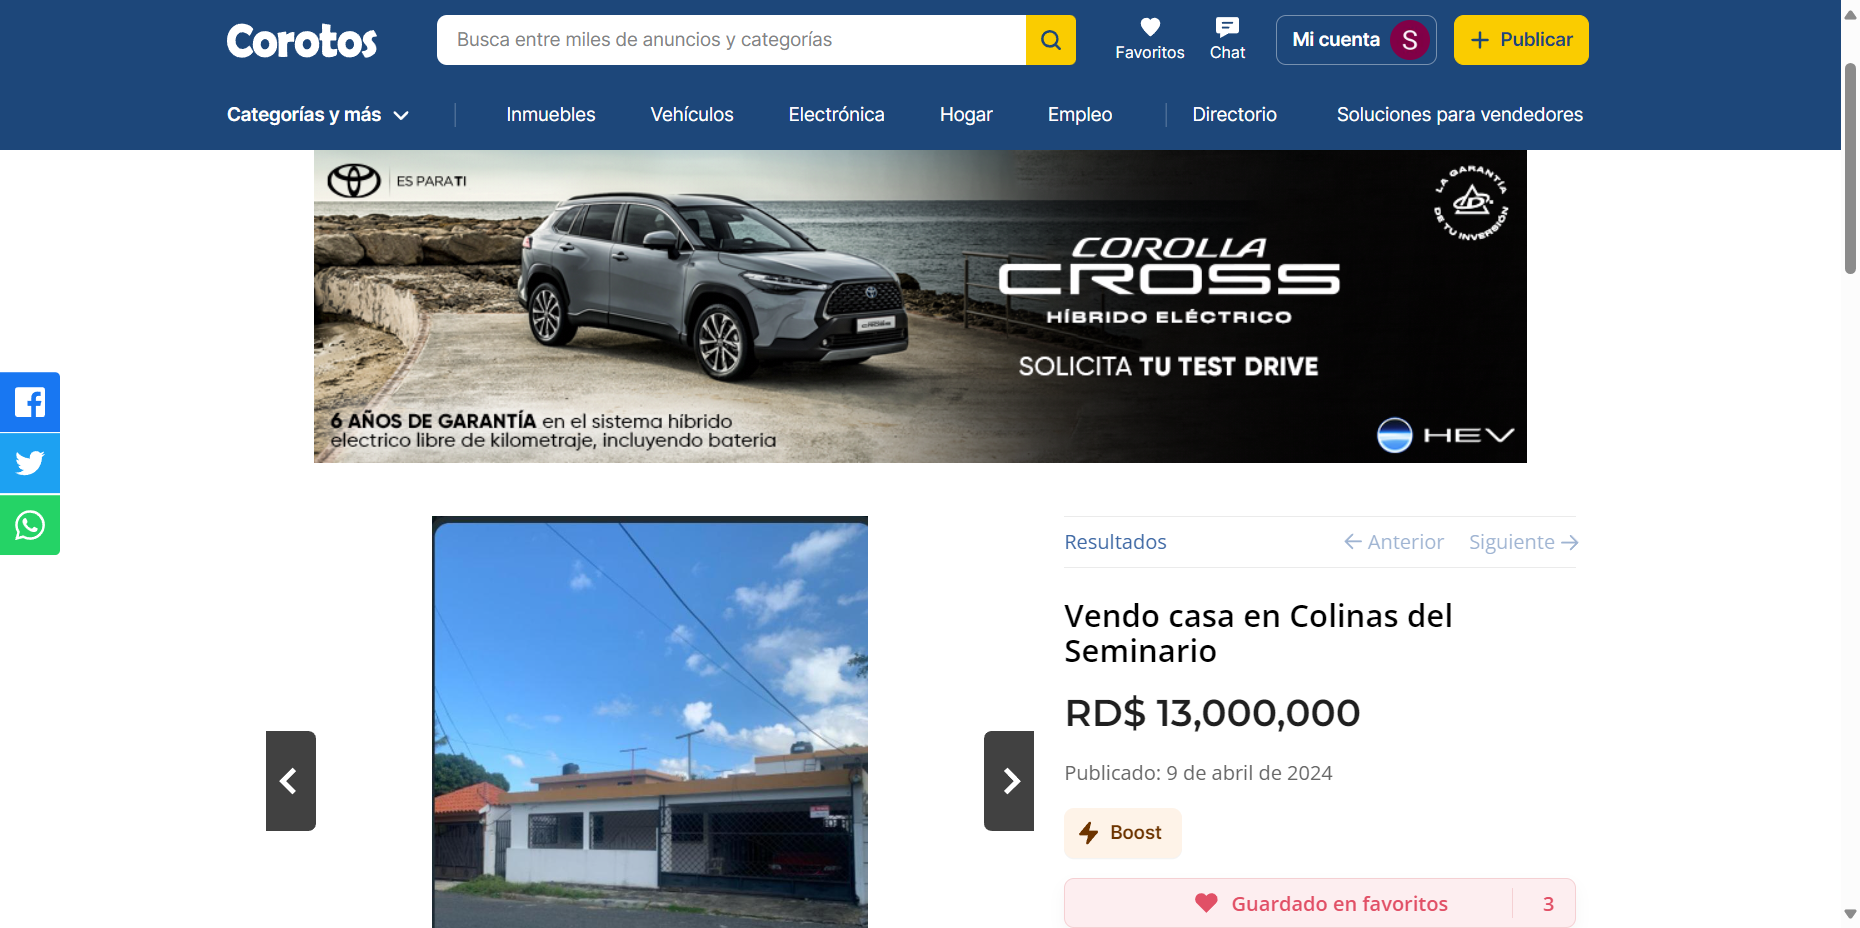 Corotos
Busca entre miles de anuncios y categorías
Favoritos
Chat
Mi cuenta
S
Publicar
Categorías y más
Inmuebles
Vehículos
Electrónica
Hogar
Empleo
Directorio
Soluciones para vendedores
ES PARA TI
LA GARANTÍA
DE TU INVERSIÓN
COROLLA
CROSS
HÍBRIDO ELÉCTRICO
SOLICITA TU TEST DRIVE
6 AÑOS DE GARANTÍA en el sistema híbrido
electrico libre de kilometraje, incluyendo bateria
HEV
Resultados
Anterior
Siguiente
Vendo casa en Colinas del
Seminario
RD$ 13,000,000
Publicado: 9 de abril de 2024
Boost
Guardado en favoritos
3